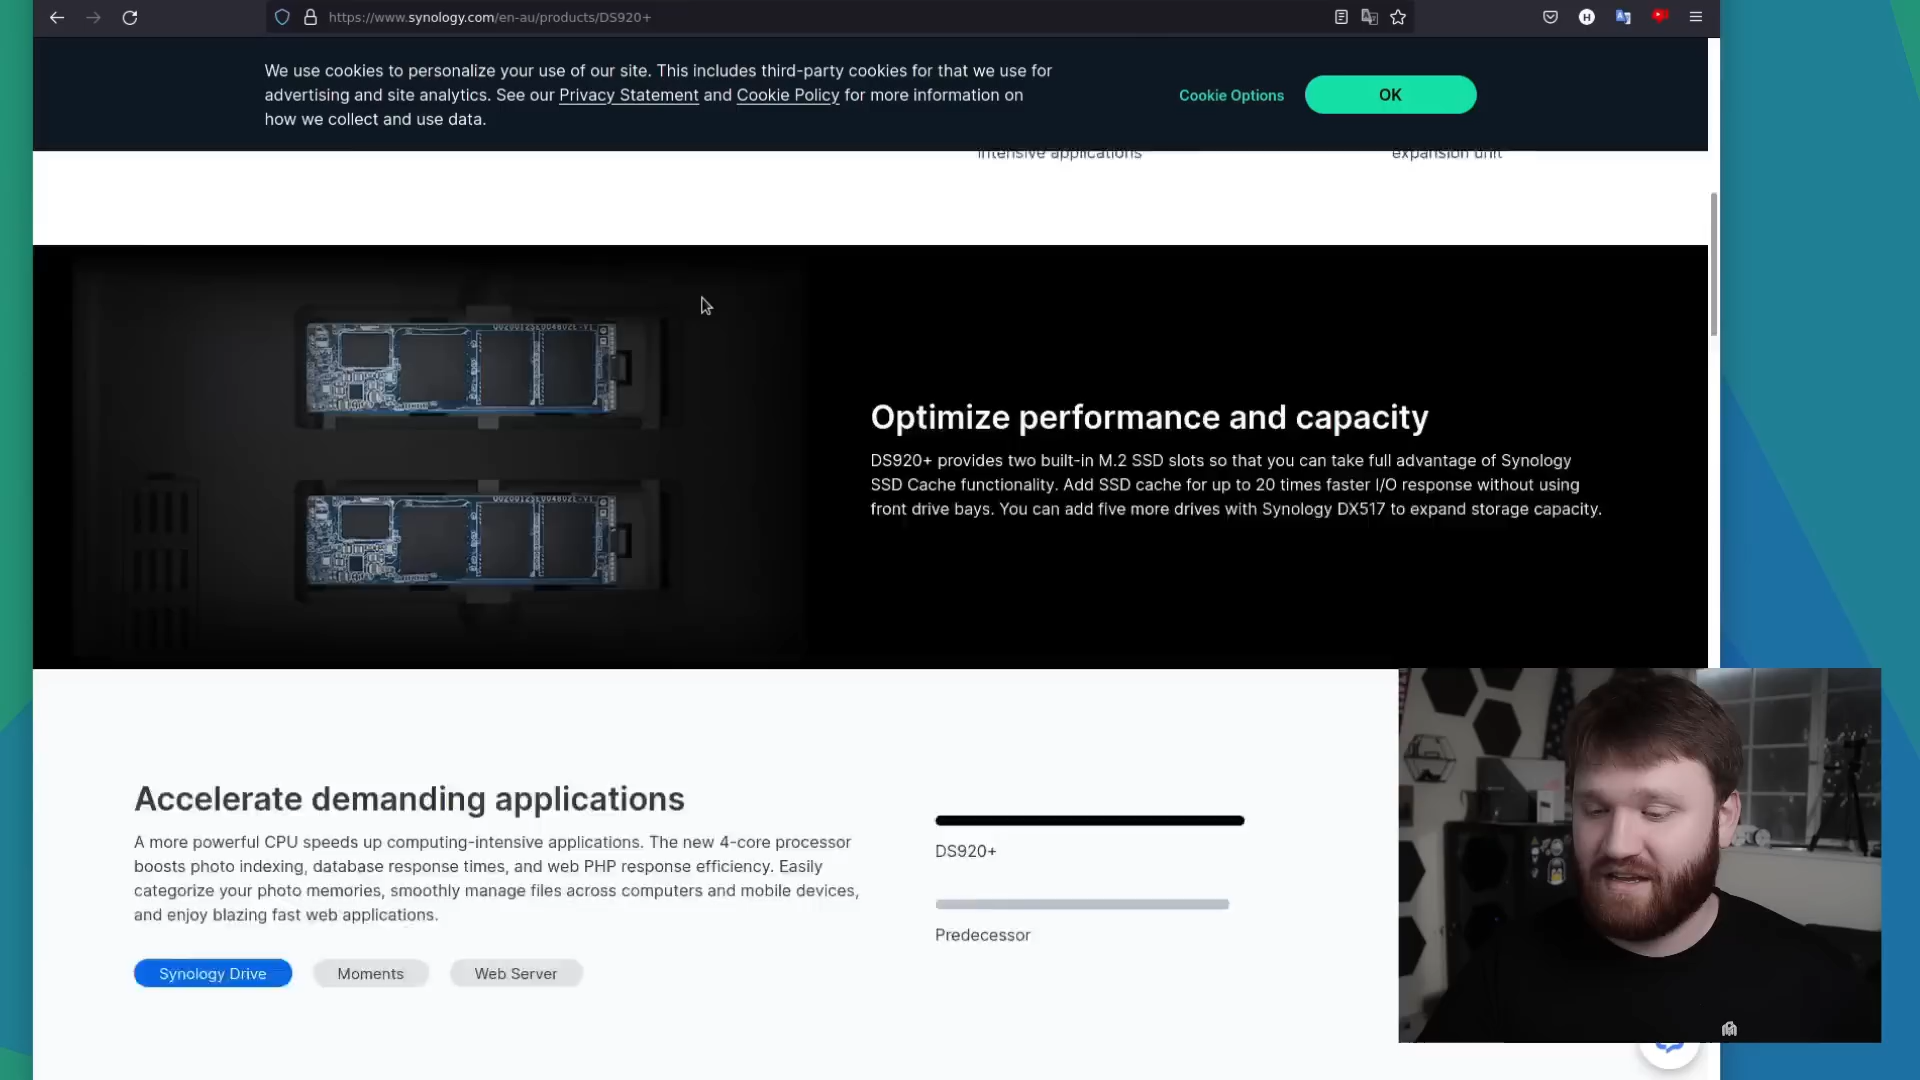 https://www.synology.com/en-au/products/DS920+
We use cookies to personalize your use of our site. This includes third-party cookies for that we use for
advertising and site analytics. See our Privacy Statement and Cookie Policy for more information on
how we collect and use data.
Cookie Options
OK
intensive applications
expansion unit
Optimize performance and capacity
DS920+ provides two built-in M.2 SSD slots so that you can take full advantage of Synology
SSD Cache functionality. Add SSD cache for up to 20 times faster I/O response without using
front drive bays. You can add five more drives with Synology DX517 to expand storage capacity.
Accelerate demanding applications
A more powerful CPU speeds up computing-intensive applications. The new 4-core processor
boosts photo indexing, database response times, and web PHP response efficiency. Easily
categorize your photo memories, smoothly manage files across computers and mobile devices,
and enjoy blazing fast web applications.
Synology Drive
Moments
Web Server
DS920+
Predecessor